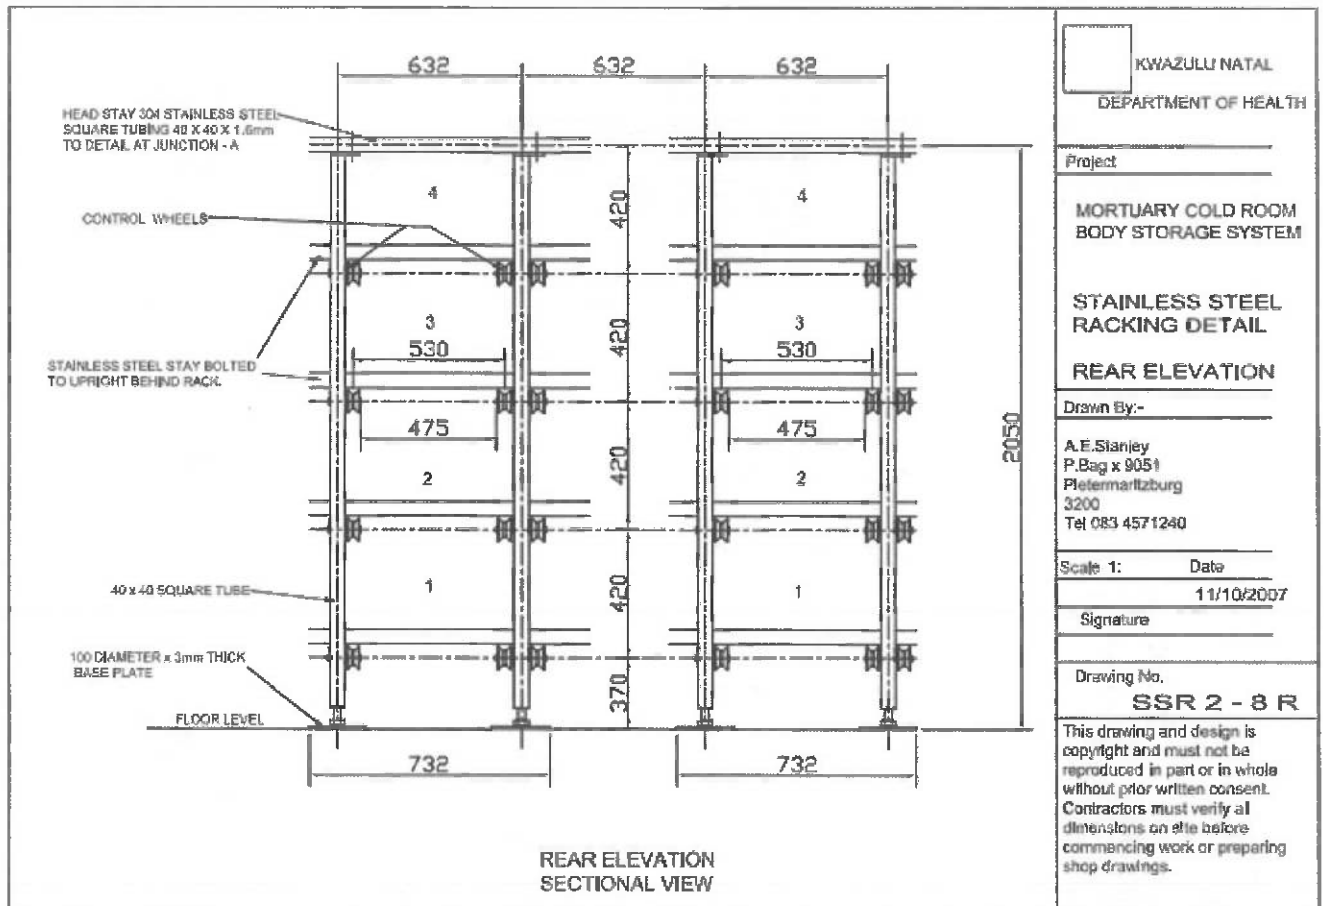 632
632
632
HEAD STAY 304 STAINLESS STEEL
SQUARE TUBING 40 X 40 X 1.6mm
TO DETAIL AT JUNCTION - A
CONTROL WHEELS
STAINLESS STEEL STAY BOLTED
TO UPRIGHT BEHIND RACK.
40 x 40 SQUARE TUBE
100 DIAMETER x 3mm THICK
BASE PLATE
FLOOR LEVEL
4
3
530
475
2
1
732
420
420
420
420
370
4
3
530
475
2
1
732
2050
REAR ELEVATION
SECTIONAL VIEW
KWAZULU NATAL
DEPARTMENT OF HEALTH
Project
MORTUARY COLD ROOM
BODY STORAGE SYSTEM
STAINLESS STEEL
RACKING DETAIL
REAR ELEVATION
Drawn By:-
A.E.Stanley
P.Bag x 9051
Pietermaritzburg
3200
Tel 083 4571240
Scale 1: Date
11/10/2007
Signature
Drawing No.
SSR 2 - 8 R
This drawing and design is
copyright and must not be
reproduced in part or in whole
without prior written consent.
Contractors must verify all
dimensions on site before
commencing work or preparing
shop drawings.